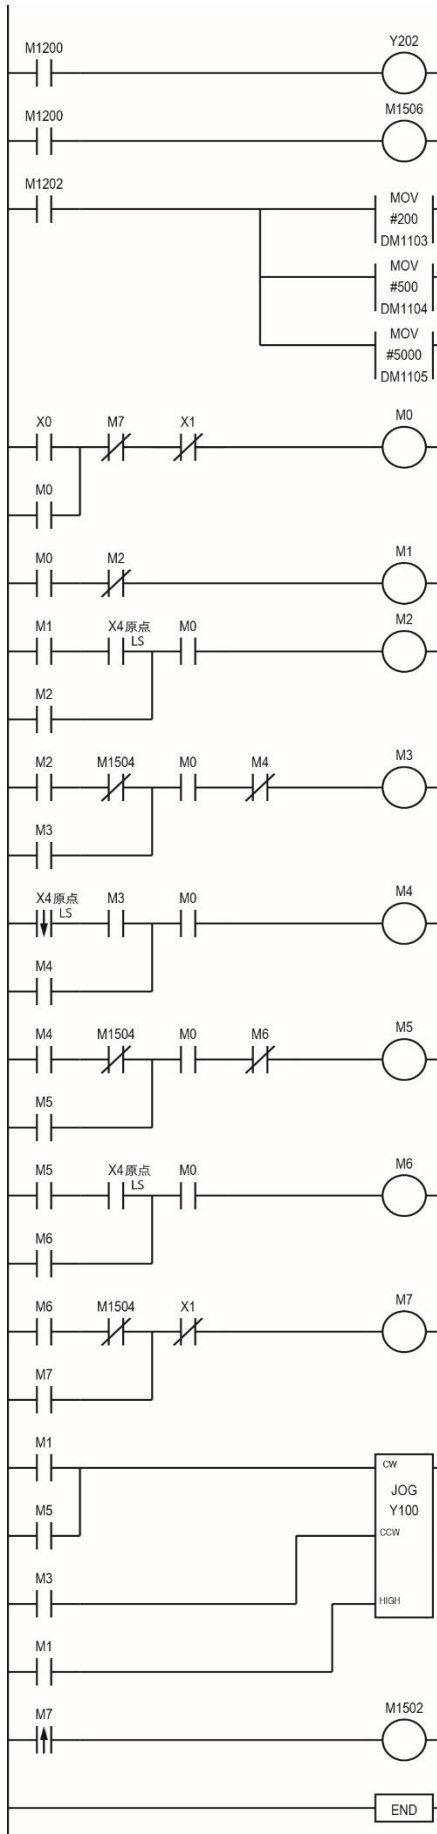 M1200 Y202
M1200 M1506
M1202
MOV
#200
DM1103
MOV
#500
DM1104
MOV
#5000
DM1105
X0 M7 X1 M0
M0
M0 M2 M1
M1 X4原点 M0 M2
LS
M2
M2 M1504 M0 M4 M3
M3
X4原点 M3 M0 M4
LS
M4
M4 M1504 M0 M6 M5
M5
M5 X4原点 M0 M6
LS
M6
M6 M1504 X1 M7
M7
M1
CW
JOG
Y100
M5
CCW
M3
HIGH
M1
M7 M1502
END